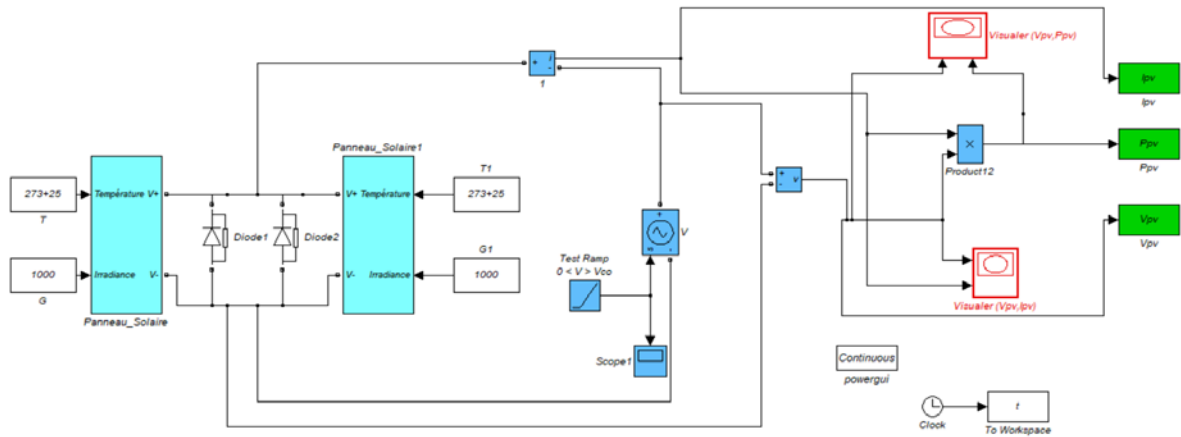 Visualer (Vpv,Ppv)
i
+
-
1
Ipv
Ipv
Panneau_Solaire1
Ppv
Ppv
×
Product12
T1
273+25
T
Température V+
V+ Température
273+25
+
-
v
Diode1
Diode2
+
V
vs
-
Vpv
Vpv
G1
1000
G
Irradiance V-
V- Irradiance
1000
Panneau_Solaire
Test Ramp
0 < V > Vco
Visualer (Vpv,Ipv)
Scope1
Continuous
powergui
Clock
t
To Workspace